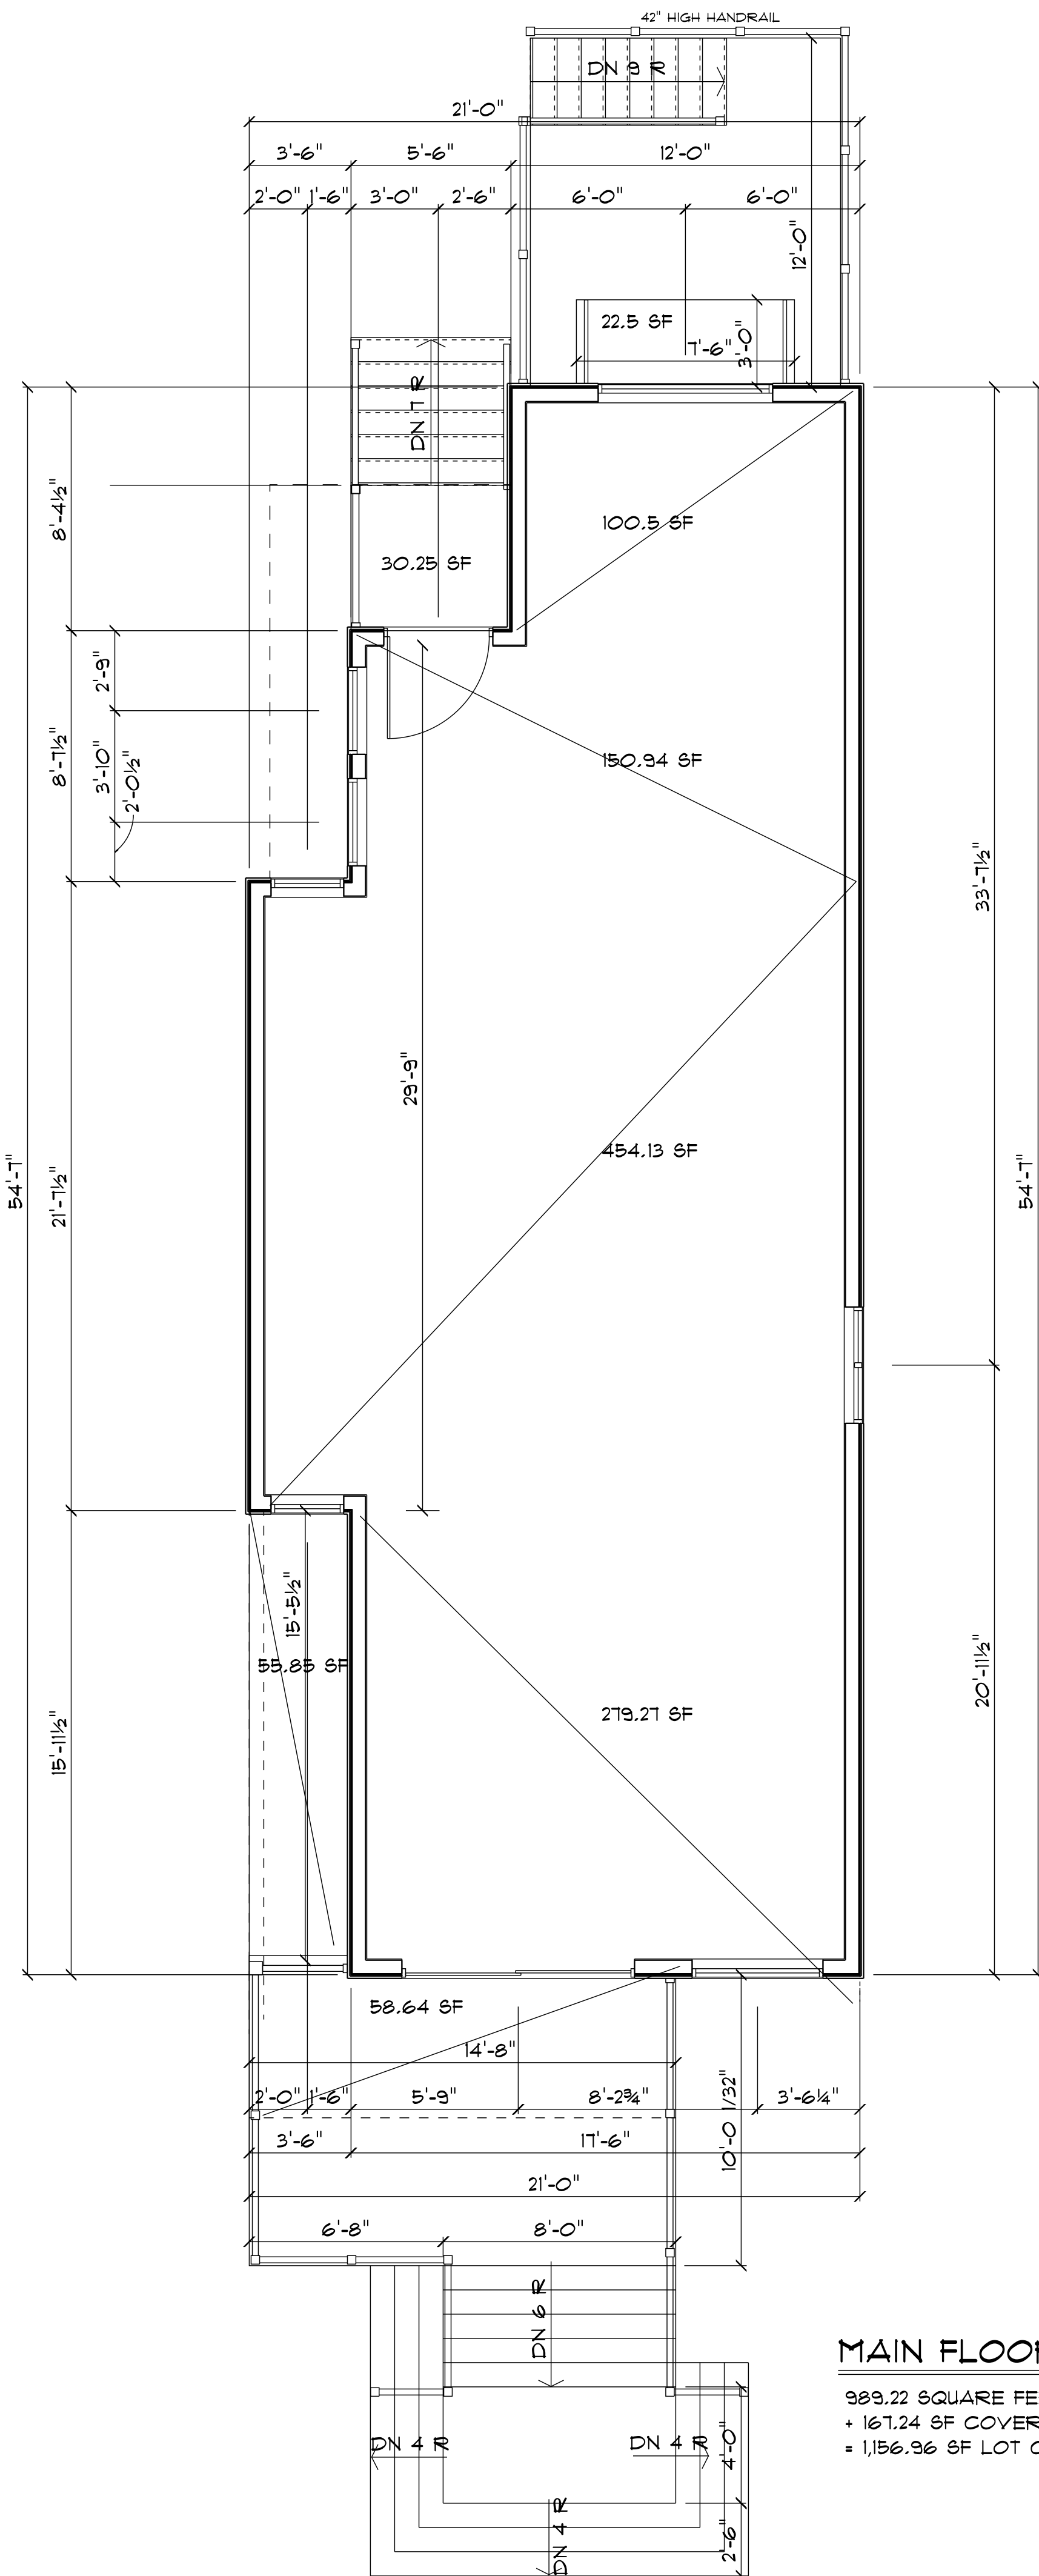 42" HIGH HANDRAIL
DN 9 R
21'-0"
3'-6" 5'-6" 12'-0"
2'-0" 1'-6" 3'-0" 2'-6" 6'-0" 6'-0"
12'-0"
22.5 SF
7'-6"
3'-0"
DN 7 R
8'-4½"
100.5 SF
30.25 SF
2'-9"
8'-7½"
3'-10"
2'-0½"
150.94 SF
33'-7½"
29'-9"
454.13 SF
54'-7"
21'-7½"
54'-7"
15'-5½"
55.85 SF
20'-11½"
279.27 SF
15'-11½"
58.64 SF
14'-8"
2'-0" 1'-6" 5'-9" 8'-2¾" 3'-6¼"
10'-0 1/32"
3'-6" 17'-6"
21'-0"
6'-8" 8'-0"
DN 6 R
MAIN FLOOR
989.22 SQUARE FE
+ 167.24 SF COVER
= 1,156.96 SF LOT C
DN 4 R DN 4 R
4'-0"
DN 4 R
2'-6"